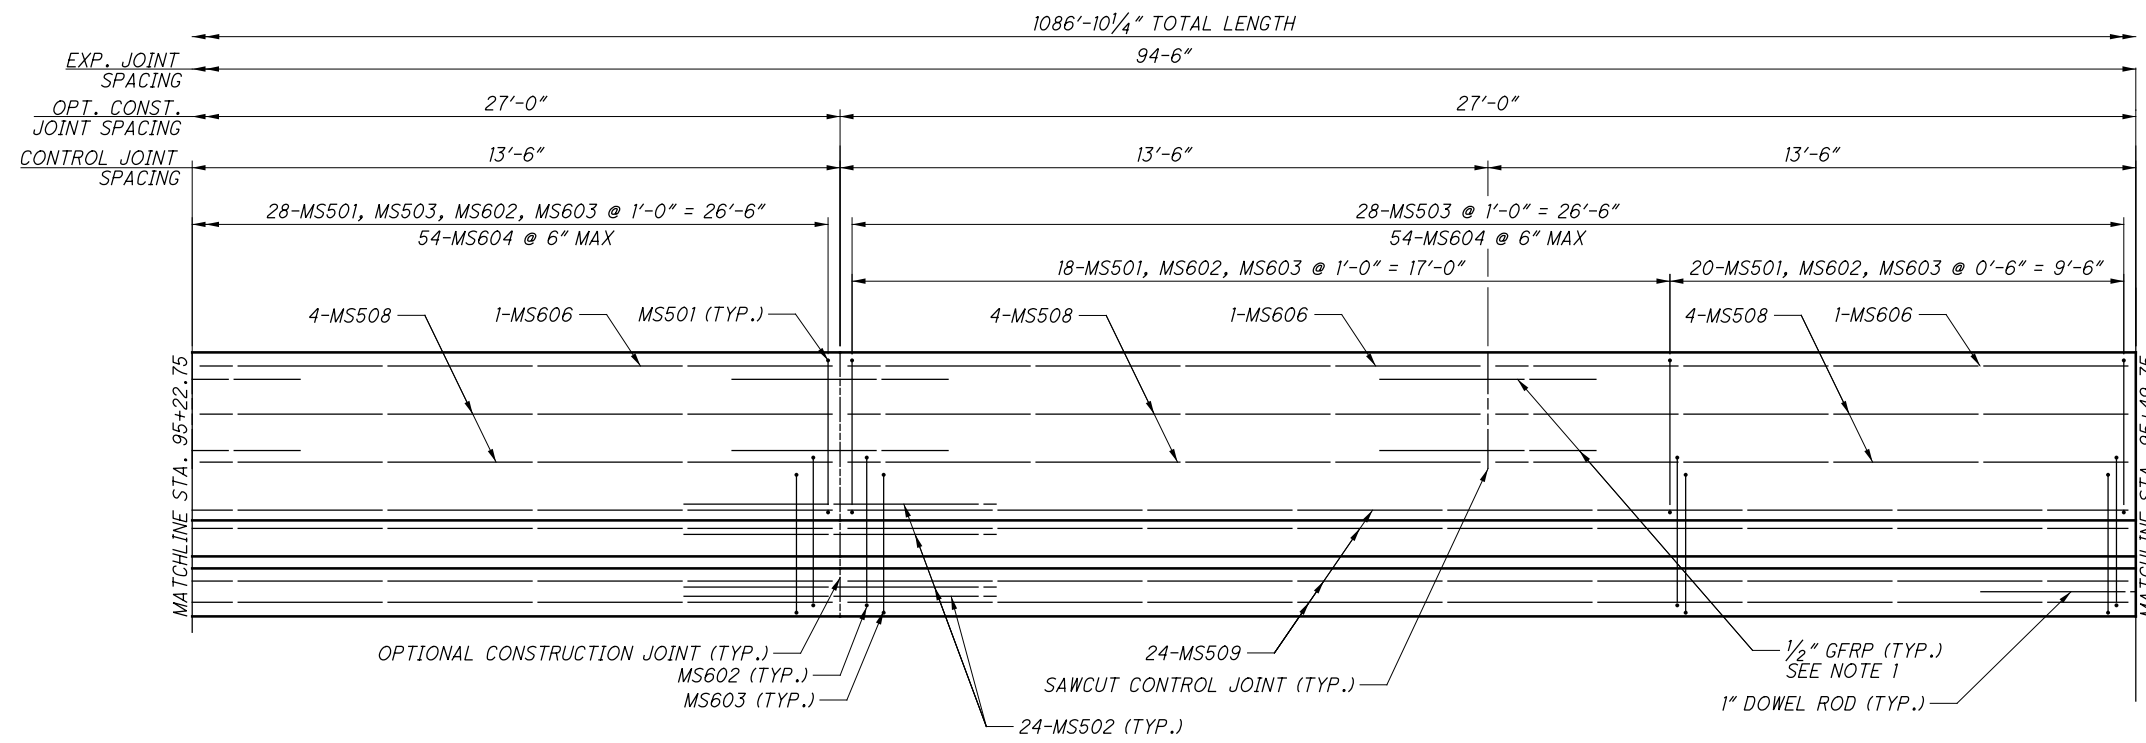 1086'-10 1/4" TOTAL LENGTH
EXP. JOINT
SPACING
94-6"
OPT. CONST.
JOINT SPACING
27'-0"
27'-0"
CONTROL JOINT
SPACING
13'-6"
13'-6"
13'-6"
28-MS501, MS503, MS602, MS603 @ 1'-0" = 26'-6"
54-MS604 @ 6" MAX
28-MS503 @ 1'-0" = 26'-6"
54-MS604 @ 6" MAX
18-MS501, MS602, MS603 @ 1'-0" = 17'-0"
20-MS501, MS602, MS603 @ 0'-6" = 9'-6"
4-MS508
1-MS606
MS501 (TYP.)
4-MS508
1-MS606
4-MS508
1-MS606
MATCHLINE STA. 95+22.75
MATCHLINE STA.
OPTIONAL CONSTRUCTION JOINT (TYP.)
MS602 (TYP.)
MS603 (TYP.)
24-MS502 (TYP.)
24-MS509
SAWCUT CONTROL JOINT (TYP.)
1/2" GFRP (TYP.)
SEE NOTE 1
1" DOWEL ROD (TYP.)